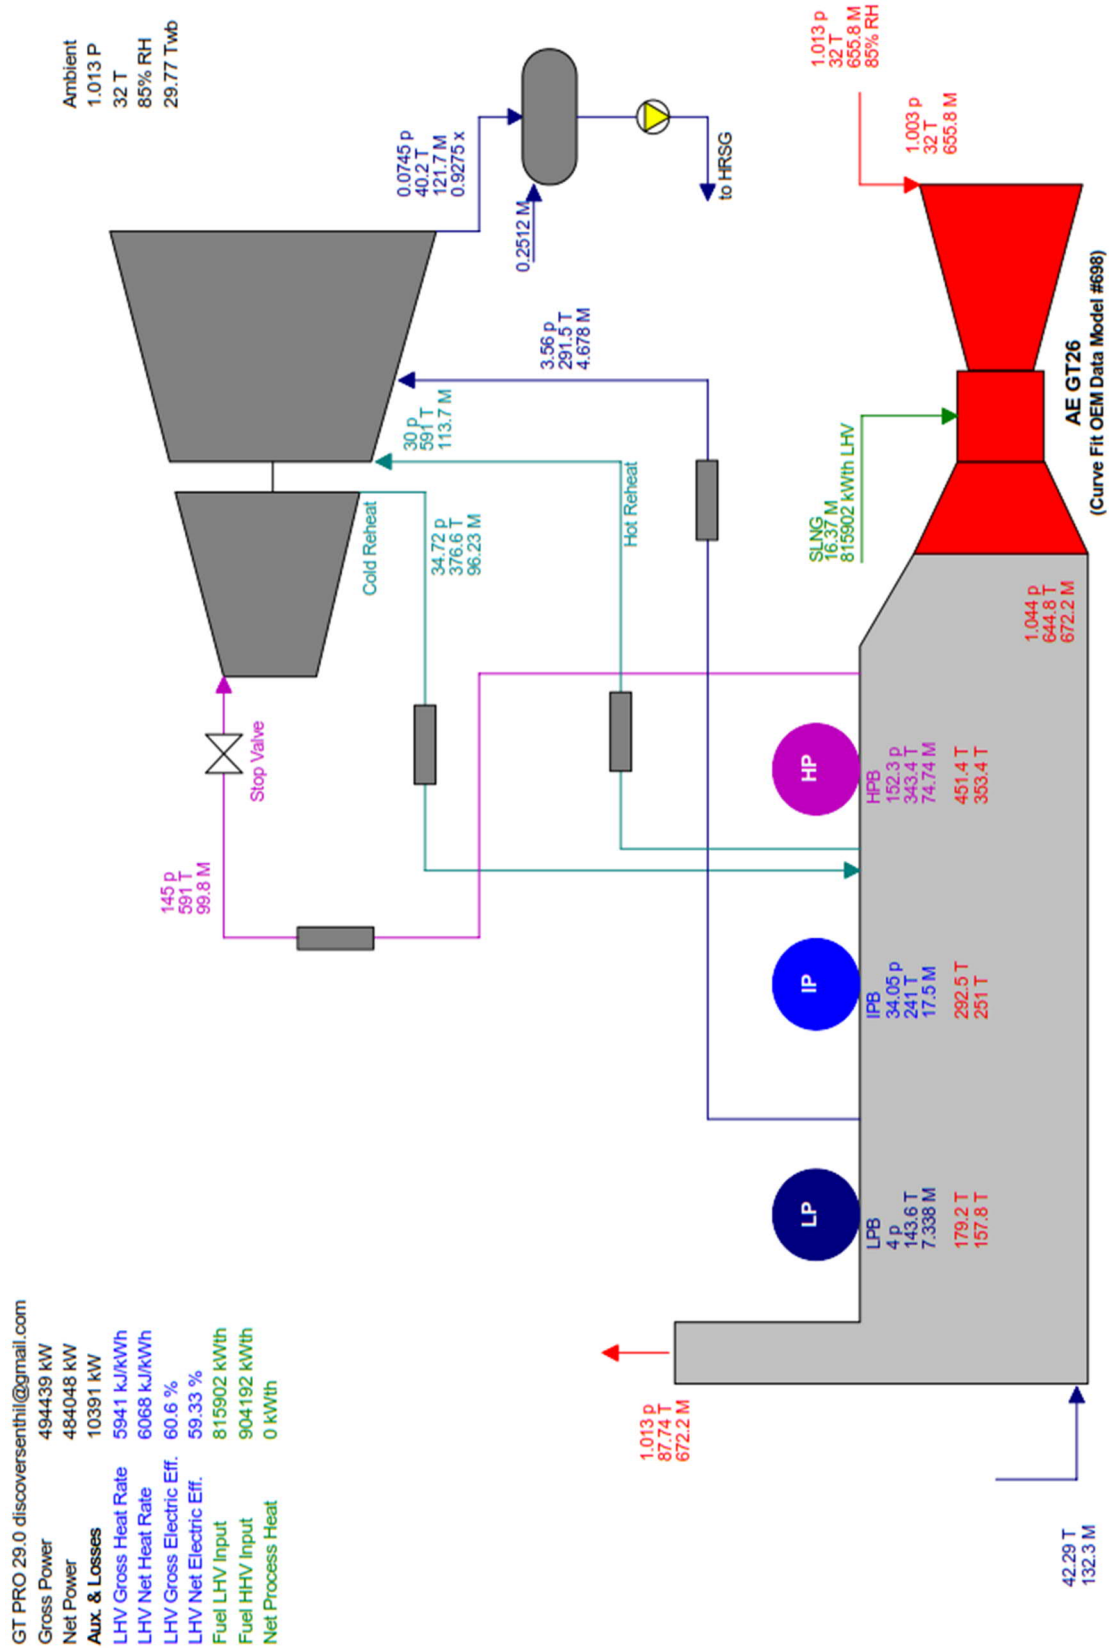 GT PRO 29.0 discoversenthil@gmail.com
Gross Power 494439 kW
Net Power 484048 kW
Aux. & Losses 10391 kW
LHV Gross Heat Rate 5941 kJ/kWh
LHV Net Heat Rate 6068 kJ/kWh
LHV Gross Electric Eff. 60.6 %
LHV Net Electric Eff. 59.33 %
Fuel LHV Input 815902 kWth
Fuel HHV Input 904192 kWth
Net Process Heat 0 kWth
Ambient
1.013 P
32 T
85% RH
29.77 Twb
145 p
591 T
99.8 M
Stop Valve
Cold Reheat
34.72 p
376.6 T
96.23 M
30 p
591 T
113.7 M
Hot Reheat
3.56 p
291.5 T
4.678 M
0.0745 p
40.2 T
121.7 M
0.9275 x
0.2512 M
to HRSG
1.013 p
87.74 T
672.2 M
LP
LPB
4 p
143.6 T
7.338 M
179.2 T
157.8 T
IP
IPB
34.05 p
241 T
17.5 M
292.5 T
251 T
HP
HPB
152.3 p
343.4 T
74.74 M
451.4 T
353.4 T
1.044 p
644.8 T
672.2 M
SLNG
16.37 M
815902 kWth LHV
1.013 p
32 T
655.8 M
85% RH
1.003 p
32 T
655.8 M
42.29 T
132.3 M
AE GT26
(Curve Fit OEM Data Model #698)